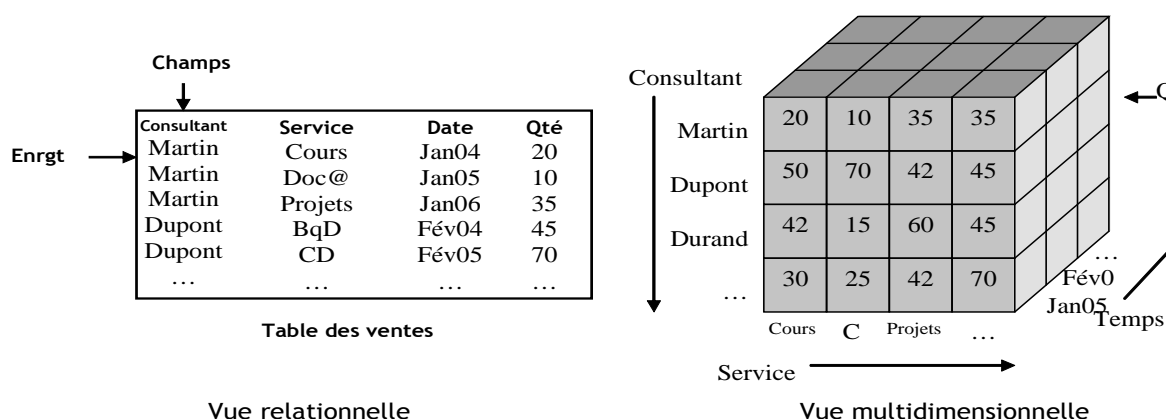 Champs
Enrgt
Consultant Service Date Qté
Martin Cours Jan04 20
Martin Doc@ Jan05 10
Martin Projets Jan06 35
Dupont BqD Fév04 45
Dupont CD Fév05 70
… … … …
Table des ventes
Vue relationnelle
Consultant
Q
Martin 20 10 35 35
Dupont 50 70 42 45
Durand 42 15 60 45
… 30 25 42 70
…
Fév0
Jan05
Temps
Cours C Projets …
Service
Vue multidimensionnelle